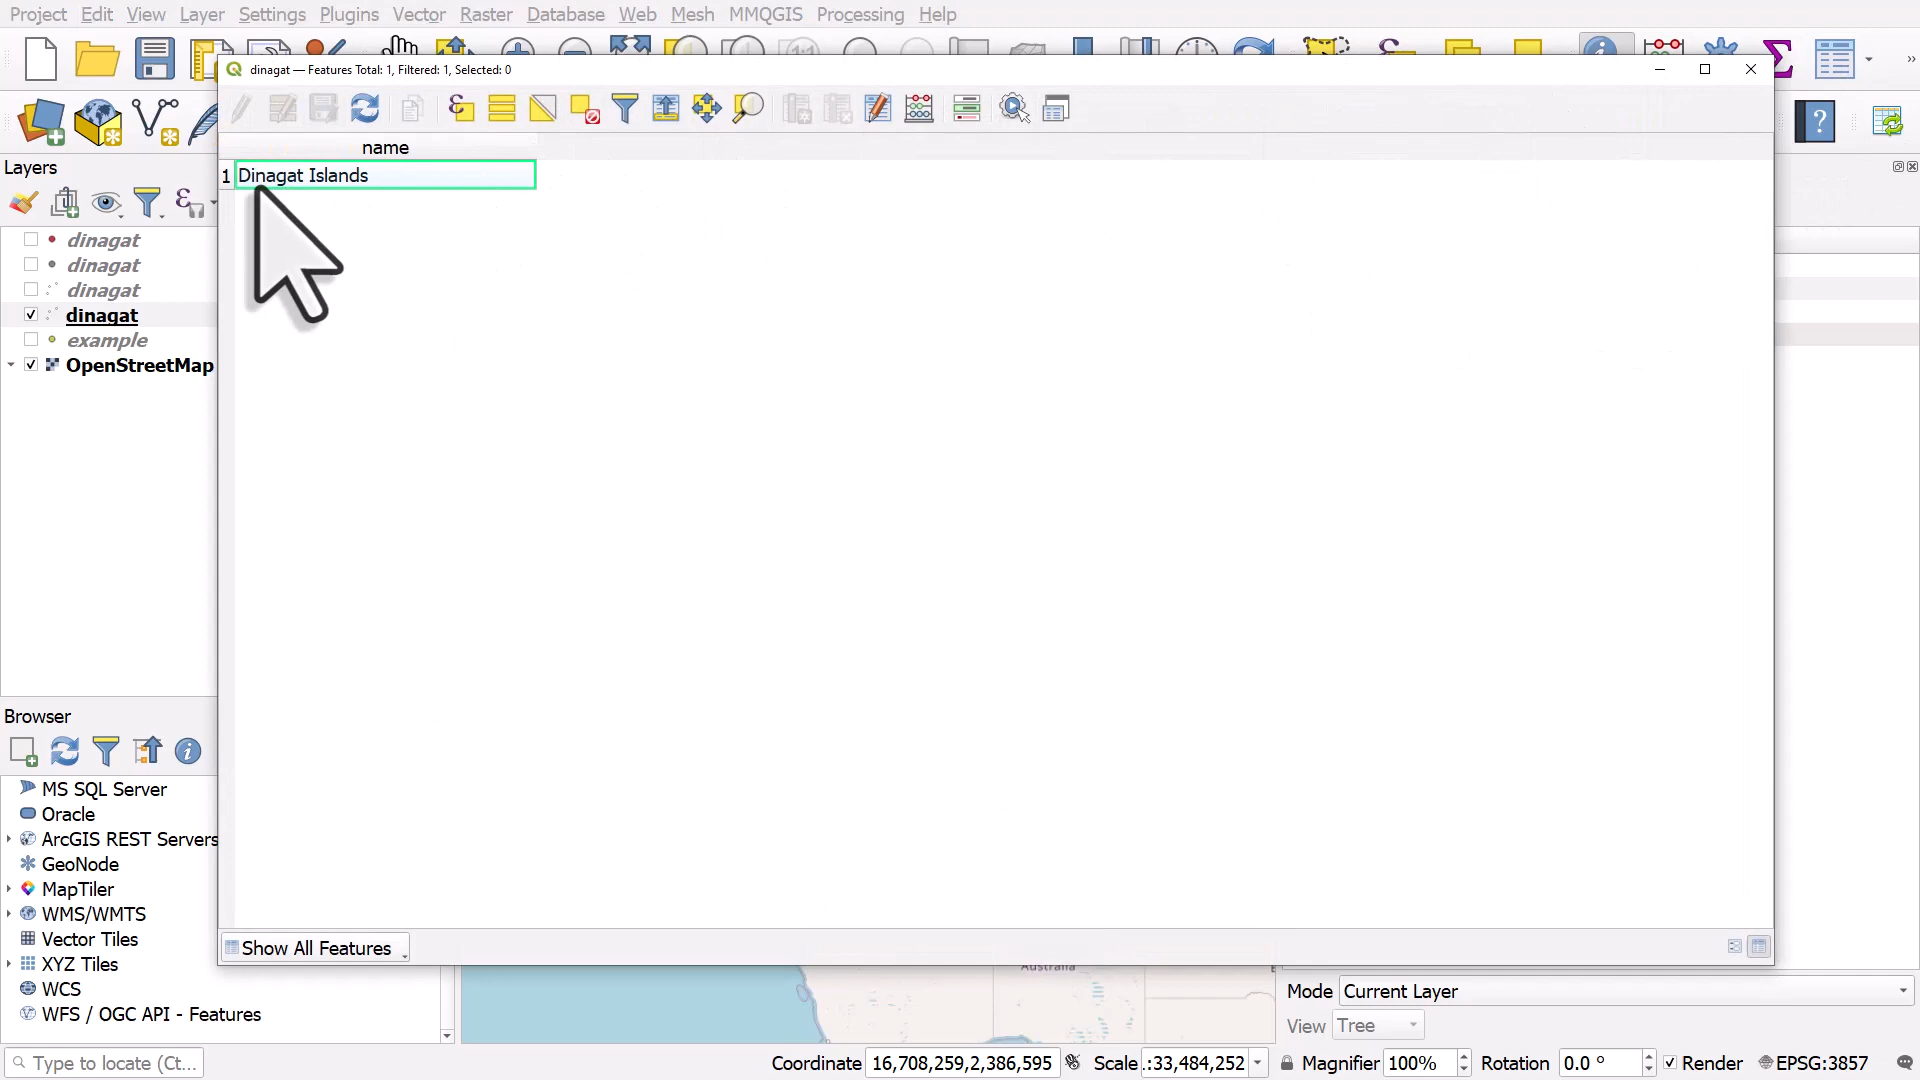 Project Edit View Layer Settings Plugins Vector Raster Database Web Mesh MMQGIS Processing Help
dinagat — Features Total: 1, Filtered: 1, Selected: 0
name
1 Dinagat Islands
Layers
dinagat
dinagat
dinagat
dinagat
example
OpenStreetMap
Browser
MS SQL Server
Oracle
ArcGIS REST Servers
GeoNode
MapTiler
WMS/WMTS
Vector Tiles
XYZ Tiles
WCS
WFS / OGC API - Features
Show All Features
Australia
Mode Current Layer
View Tree
Type to locate (Ct...
Coordinate 16,708,259,2,386,595 Scale .:33,484,252 Magnifier 100% Rotation 0.0 ° Render EPSG:3857